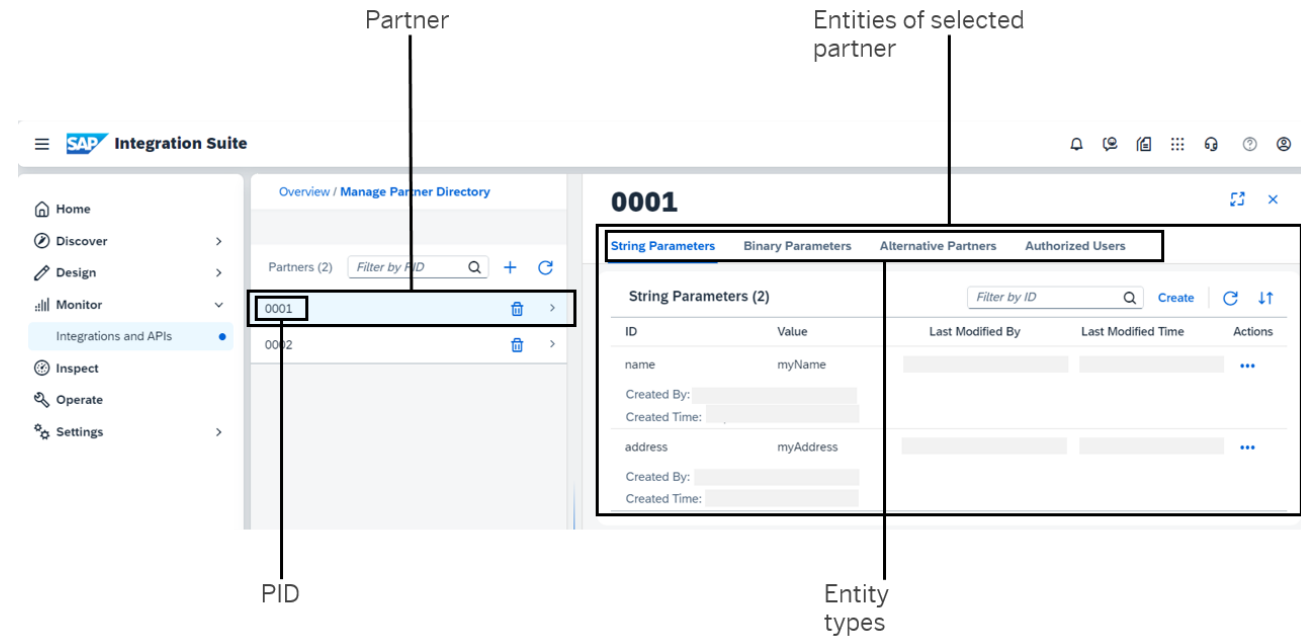 Partner
Entities of selected
partner
SAP Integration Suite
Home
Discover
Design
Monitor
Integrations and APIs
Inspect
Operate
Settings
Overview / Manage Partner Directory
Partners (2) Filter by PID
0001
0002
0001
String Parameters Binary Parameters Alternative Partners Authorized Users
String Parameters (2) Filter by ID Create
ID Value Last Modified By Last Modified Time Actions
name myName
Created By:
Created Time:
address myAddress
Created By:
Created Time:
PID
Entity
types